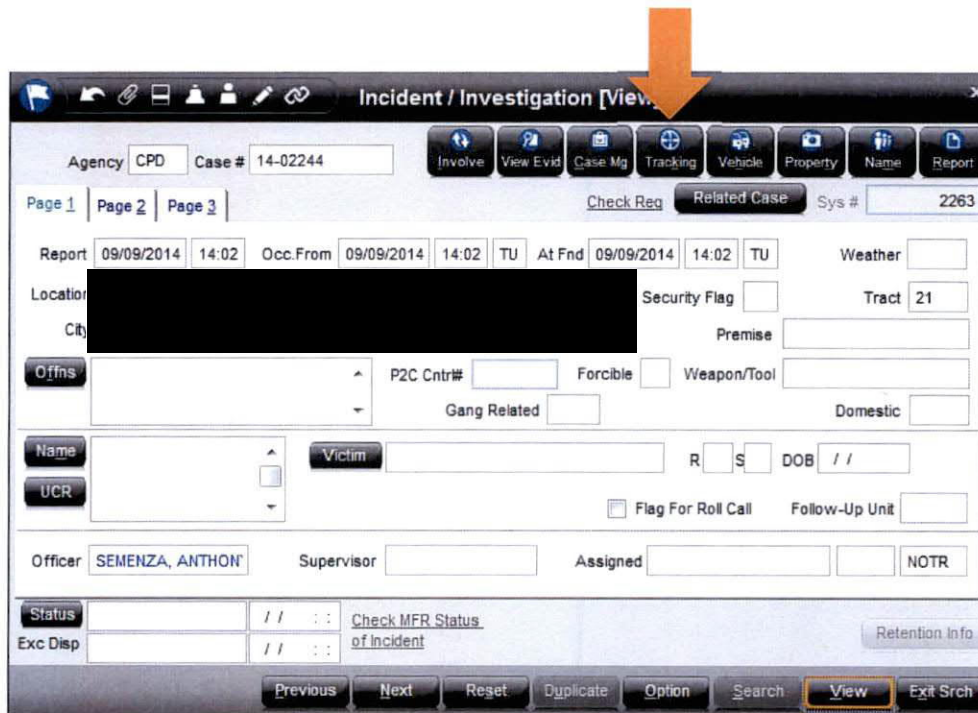 Incident / Investigation [View]
Agency CPD Case # 14-02244 Involve View Evid Case Mg Tracking Vehicle Property Name Report
Page 1 Page 2 Page 3 Check Req Related Case Sys # 2263
Report 09/09/2014 14:02 Occ.From 09/09/2014 14:02 TU At Fnd 09/09/2014 14:02 TU Weather
Location Security Flag Tract 21
City Premise
Offns P2C Cntr# Forcible Weapon/Tool
Gang Related Domestic
Name Victim R S DOB / /
UCR Flag For Roll Call Follow-Up Unit
Officer SEMENZA, ANTHON Supervisor Assigned NOTR
Status / / : : Check MFR Status
Exc Disp / / : : of Incident Retention Info
Previous Next Reset Duplicate Option Search View Exit Srch